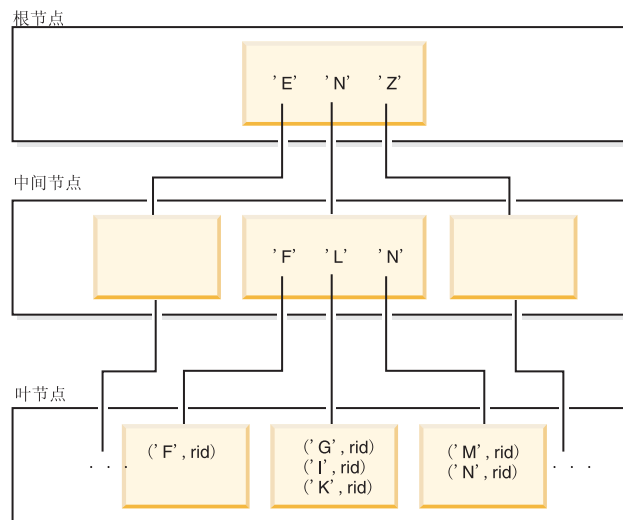 根节点
'E' 'N' 'Z'
中间节点
'F' 'L' 'N'
叶节点
('F', rid)
('G', rid)
('I', rid)
('K', rid)
('M', rid)
('N', rid)
. . .
. . .